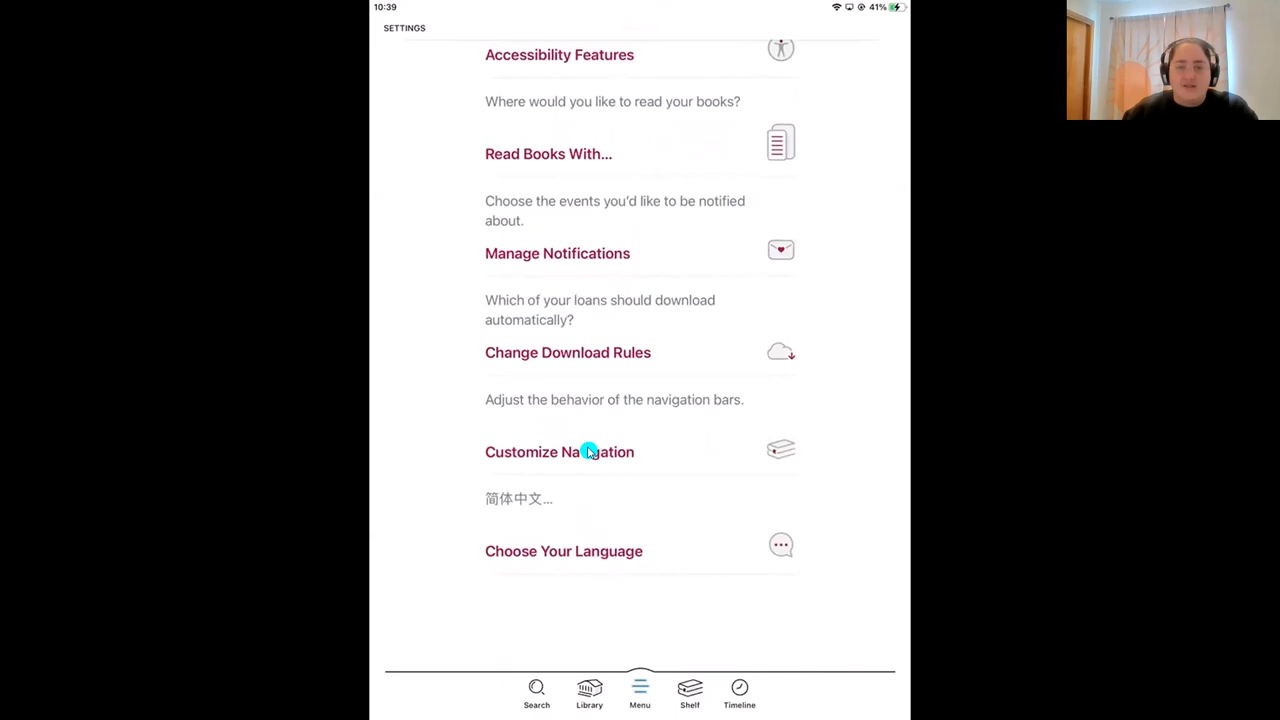 10:39
41%
SETTINGS
Accessibility Features
Where would you like to read your books?
Read Books With...
Choose the events you'd like to be notified
about.
Manage Notifications
Which of your loans should download
automatically?
Change Download Rules
Adjust the behavior of the navigation bars.
Customize Navigation
简体中文...
Choose Your Language
Search Library Menu Shelf Timeline